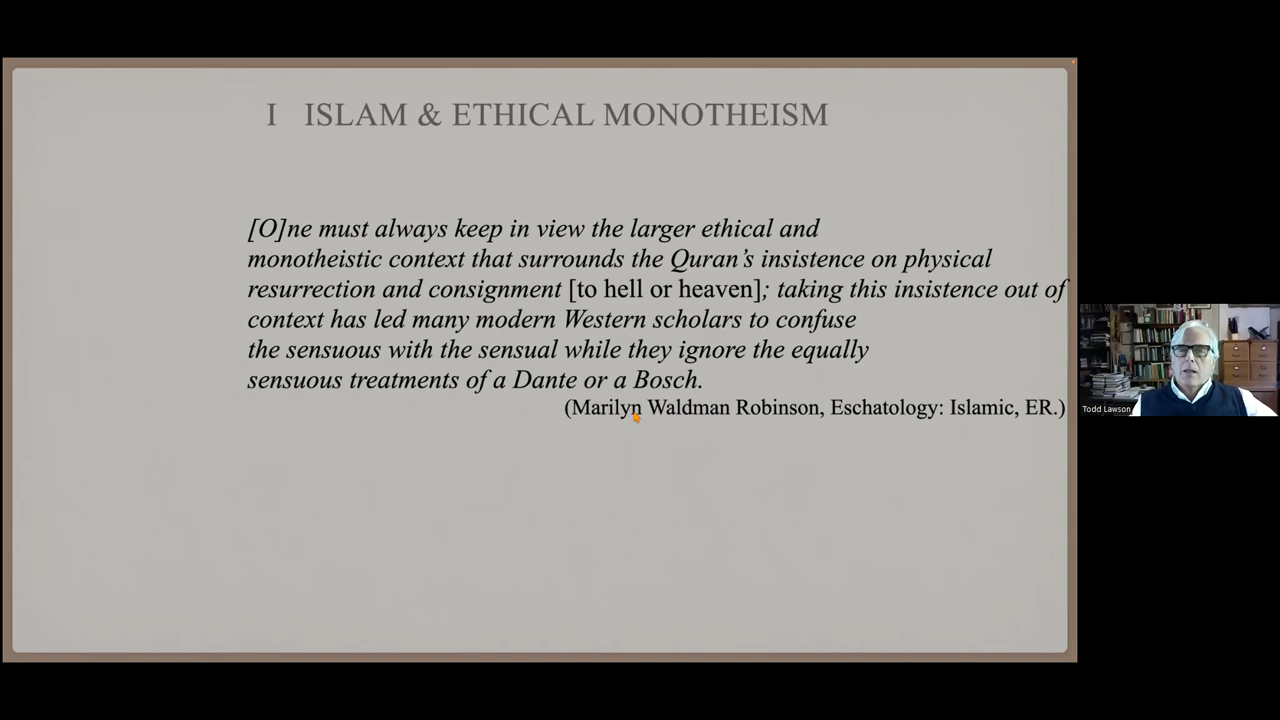 I ISLAM & ETHICAL MONOTHEISM
[O]ne must always keep in view the larger ethical and
monotheistic context that surrounds the Quran’s insistence on physical
resurrection and consignment [to hell or heaven]; taking this insistence out of
context has led many modern Western scholars to confuse
the sensuous with the sensual while they ignore the equally
sensuous treatments of a Dante or a Bosch.
(Marilyn Waldman Robinson, Eschatology: Islamic, ER.)
Todd Lawson